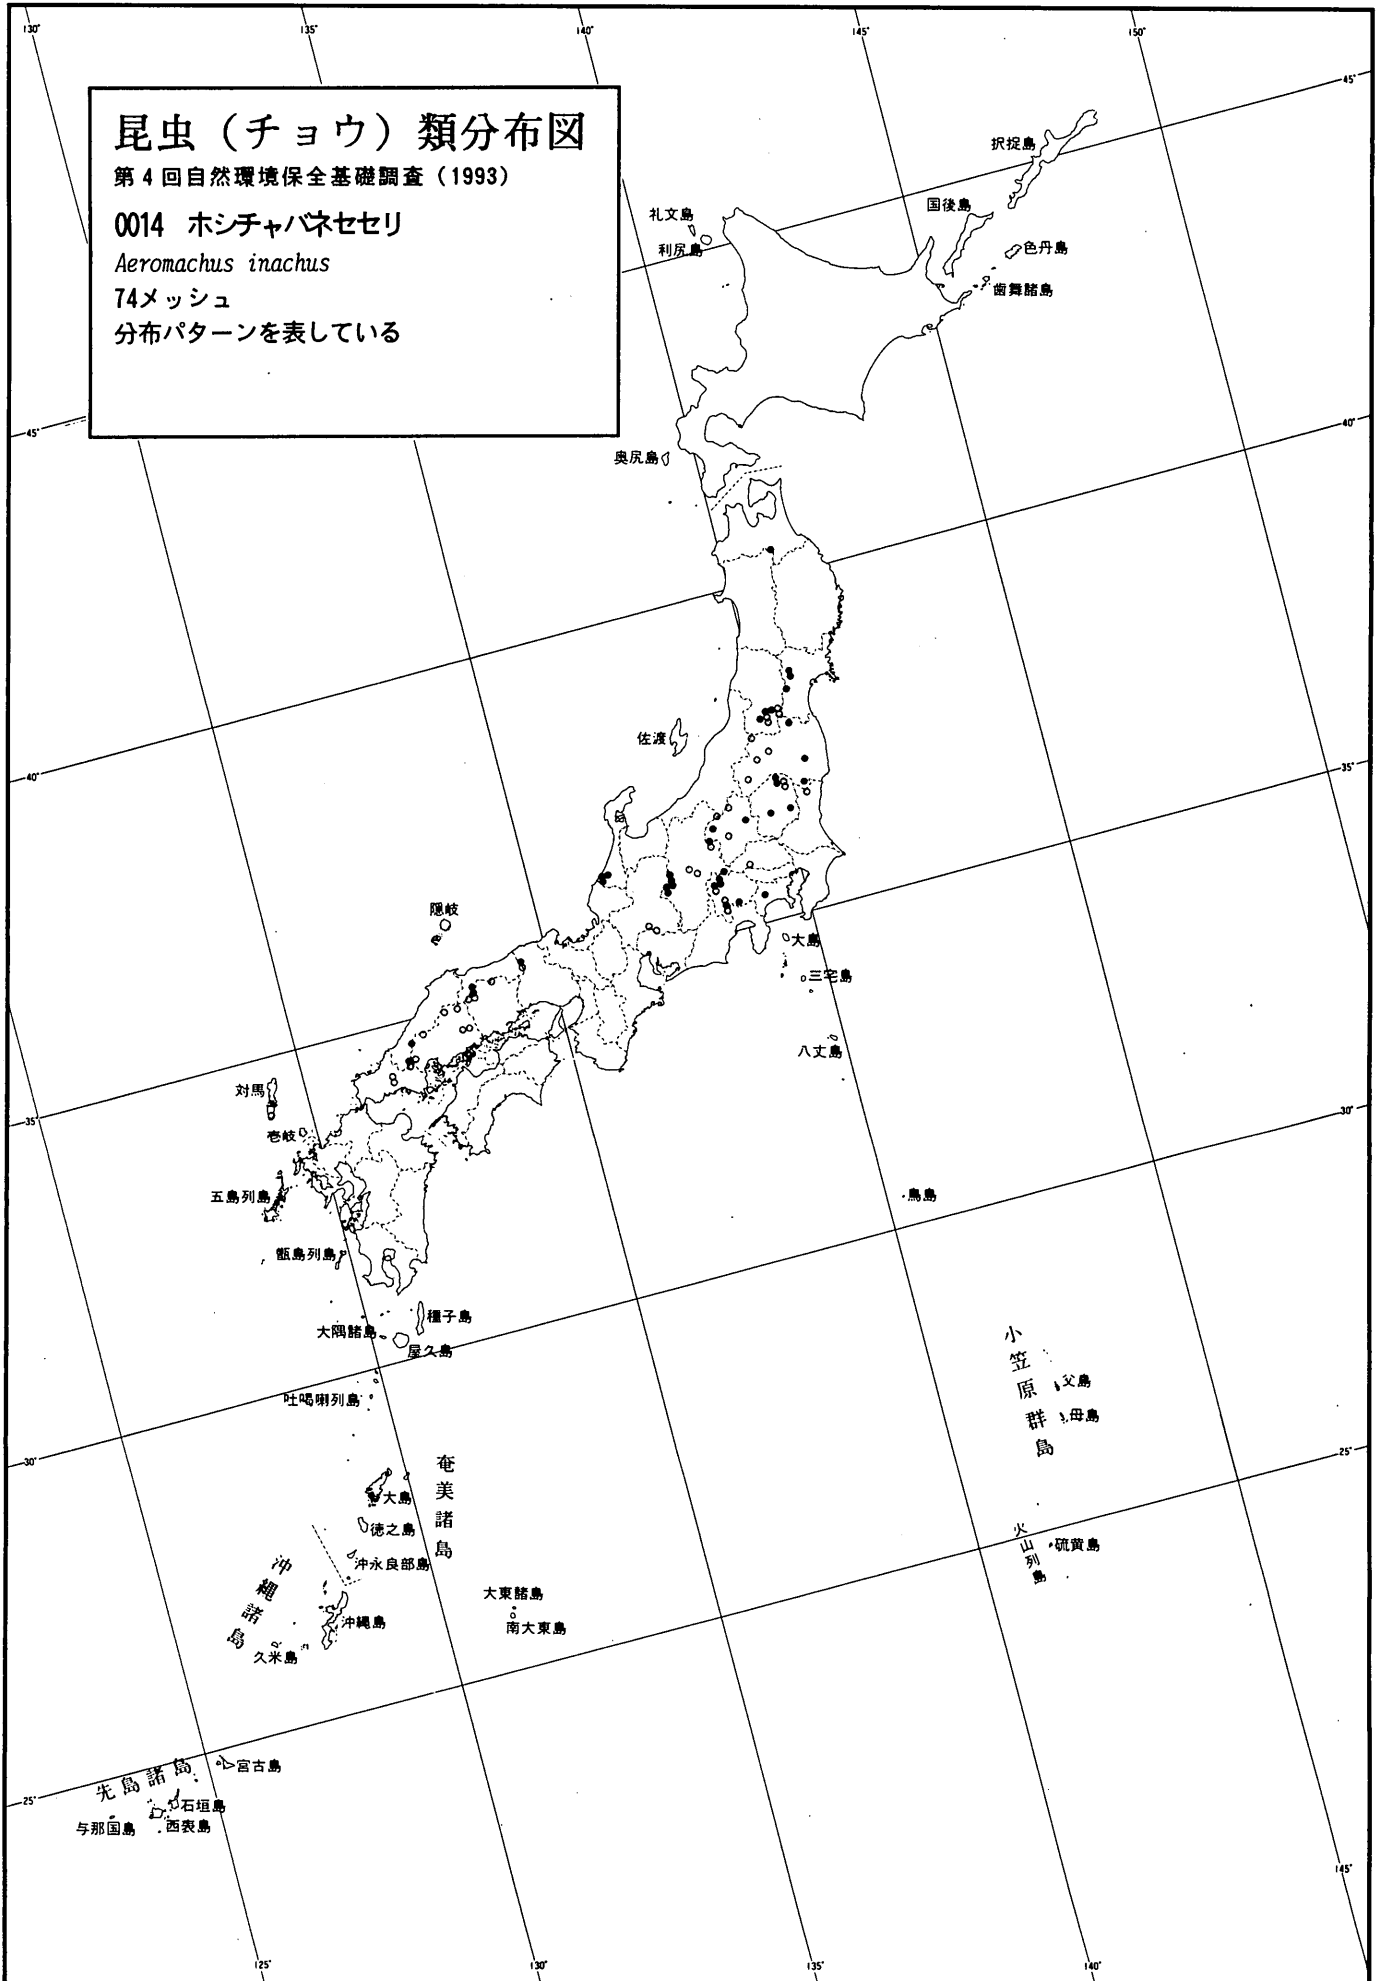 130°
135°
140°
145°
150°
昆虫（チョウ）類分布図
第4回自然環境保全基礎調査（1993）
0014 ホシチャバネセセリ
Aeromachus inachus
74メッシュ
分布パターンを表している
45°
択捉島
国後島
礼文島
利尻島
色丹島
歯舞諸島
45°
40°
奥尻島
佐渡
40°
35°
隠岐
大島
三宅島
八丈島
対馬
壱岐
35°
30°
五島列島
鳥島
甑島列島
種子島
大隅諸島
屋久島
吐喝喇列島
小笠原群島
父島
母島
30°
25°
奄美諸島
大島
徳之島
沖永良部島
火山列島
硫黄島
沖縄諸島
沖縄島
久米島
大東諸島
南大東島
先島諸島
宮古島
石垣島
西表島
与那国島
25°
145°
125°
130°
135°
140°